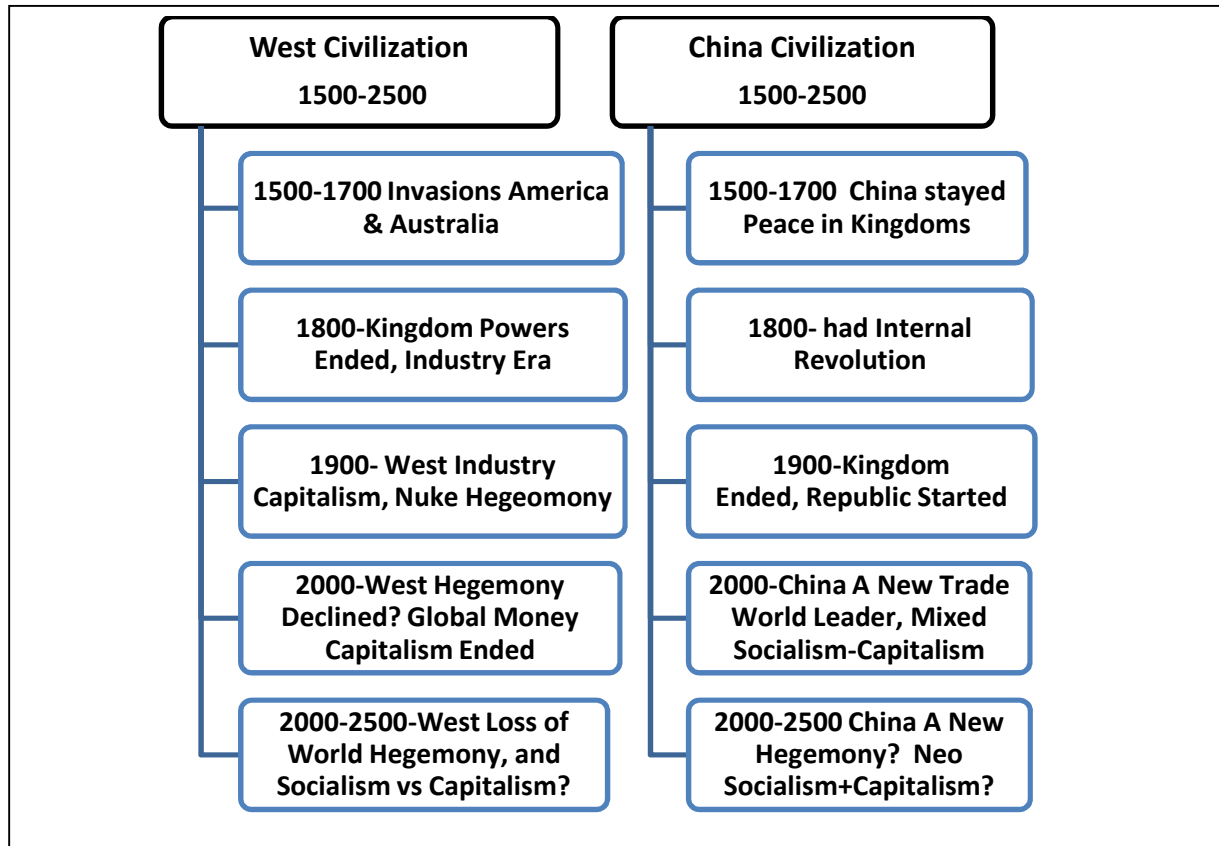 West Civilization
1500-2500
1500-1700 Invasions America
& Australia
1800-Kingdom Powers
Ended, Industry Era
1900- West Industry
Capitalism, Nuke Hegeomony
2000-West Hegemony
Declined? Global Money
Capitalism Ended
2000-2500-West Loss of
World Hegemony, and
Socialism vs Capitalism?
China Civilization
1500-2500
1500-1700 China stayed
Peace in Kingdoms
1800- had Internal
Revolution
1900-Kingdom
Ended, Republic Started
2000-China A New Trade
World Leader, Mixed
Socialism-Capitalism
2000-2500 China A New
Hegemony? Neo
Socialism+Capitalism?